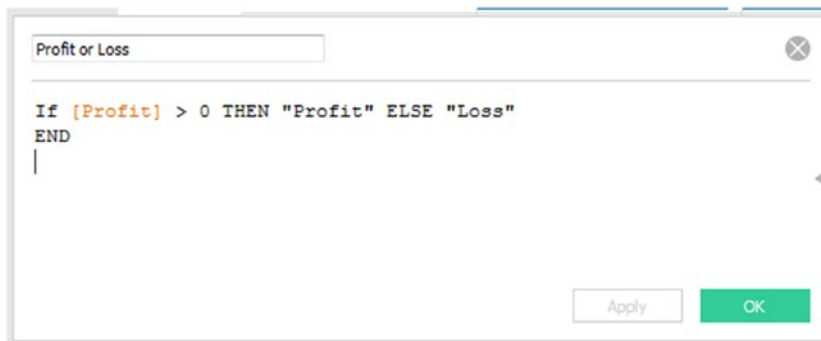 Profit or Loss
If [Profit] > 0 THEN "Profit" ELSE "Loss"
END
Apply
OK